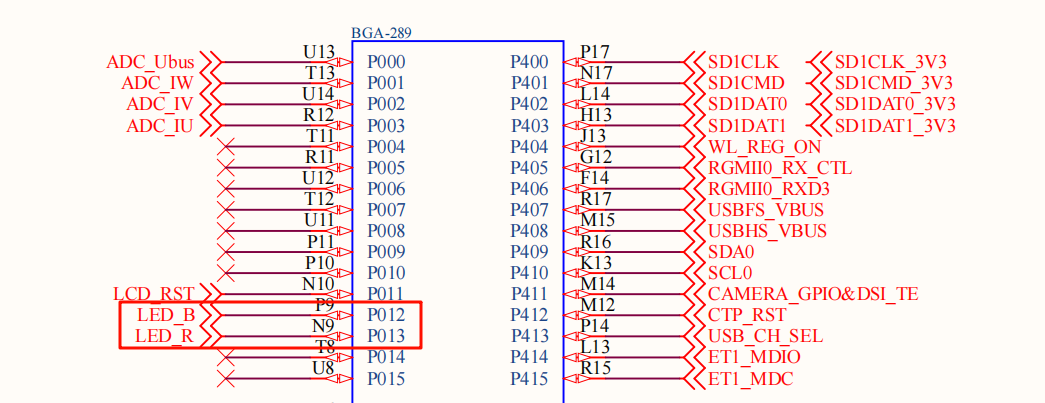 BGA-289
ADC_Ubus U13 P000 P400 P17 SD1CLK SD1CLK_3V3
ADC_IW T13 P001 P401 N17 SD1CMD SD1CMD_3V3
ADC_IV U14 P002 P402 L14 SD1DAT0 SD1DAT0_3V3
ADC_IU R12 P003 P403 H13 SD1DAT1 SD1DAT1_3V3
T11 P004 P404 J13 WL_REG_ON
R11 P005 P405 G12 RGMII0_RX_CTL
U12 P006 P406 F14 RGMII0_RXD3
T12 P007 P407 R17 USBFS_VBUS
U11 P008 P408 M15 USBHS_VBUS
P11 P009 P409 R16 SDA0
P10 P010 P410 K13 SCL0
LCD_RST N10 P011 P411 M14 CAMERA_GPIO&DSI_TE
LED_B P9 P012 P412 M12 CTP_RST
LED_R N9 P013 P413 P14 USB_CH_SEL
T8 P014 P414 L13 ET1_MDIO
U8 P015 P415 R15 ET1_MDC